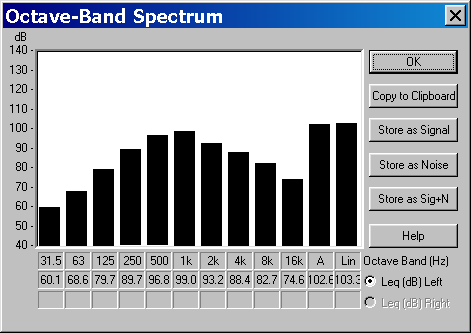 Octave-Band Spectrum
dB
140
130
120
110
100
90
80
70
60
50
40
OK
Copy to Clipboard
Store as Signal
Store as Noise
Store as Sig+N
Help
31.5 63 125 250 500 1k 2k 4k 8k 16k A Lin Octave Band (Hz)
60.1 68.6 79.7 89.7 96.8 99.0 93.2 88.4 82.7 74.6 102.6 103.3 Leq (dB) Left
Leq (dB) Right